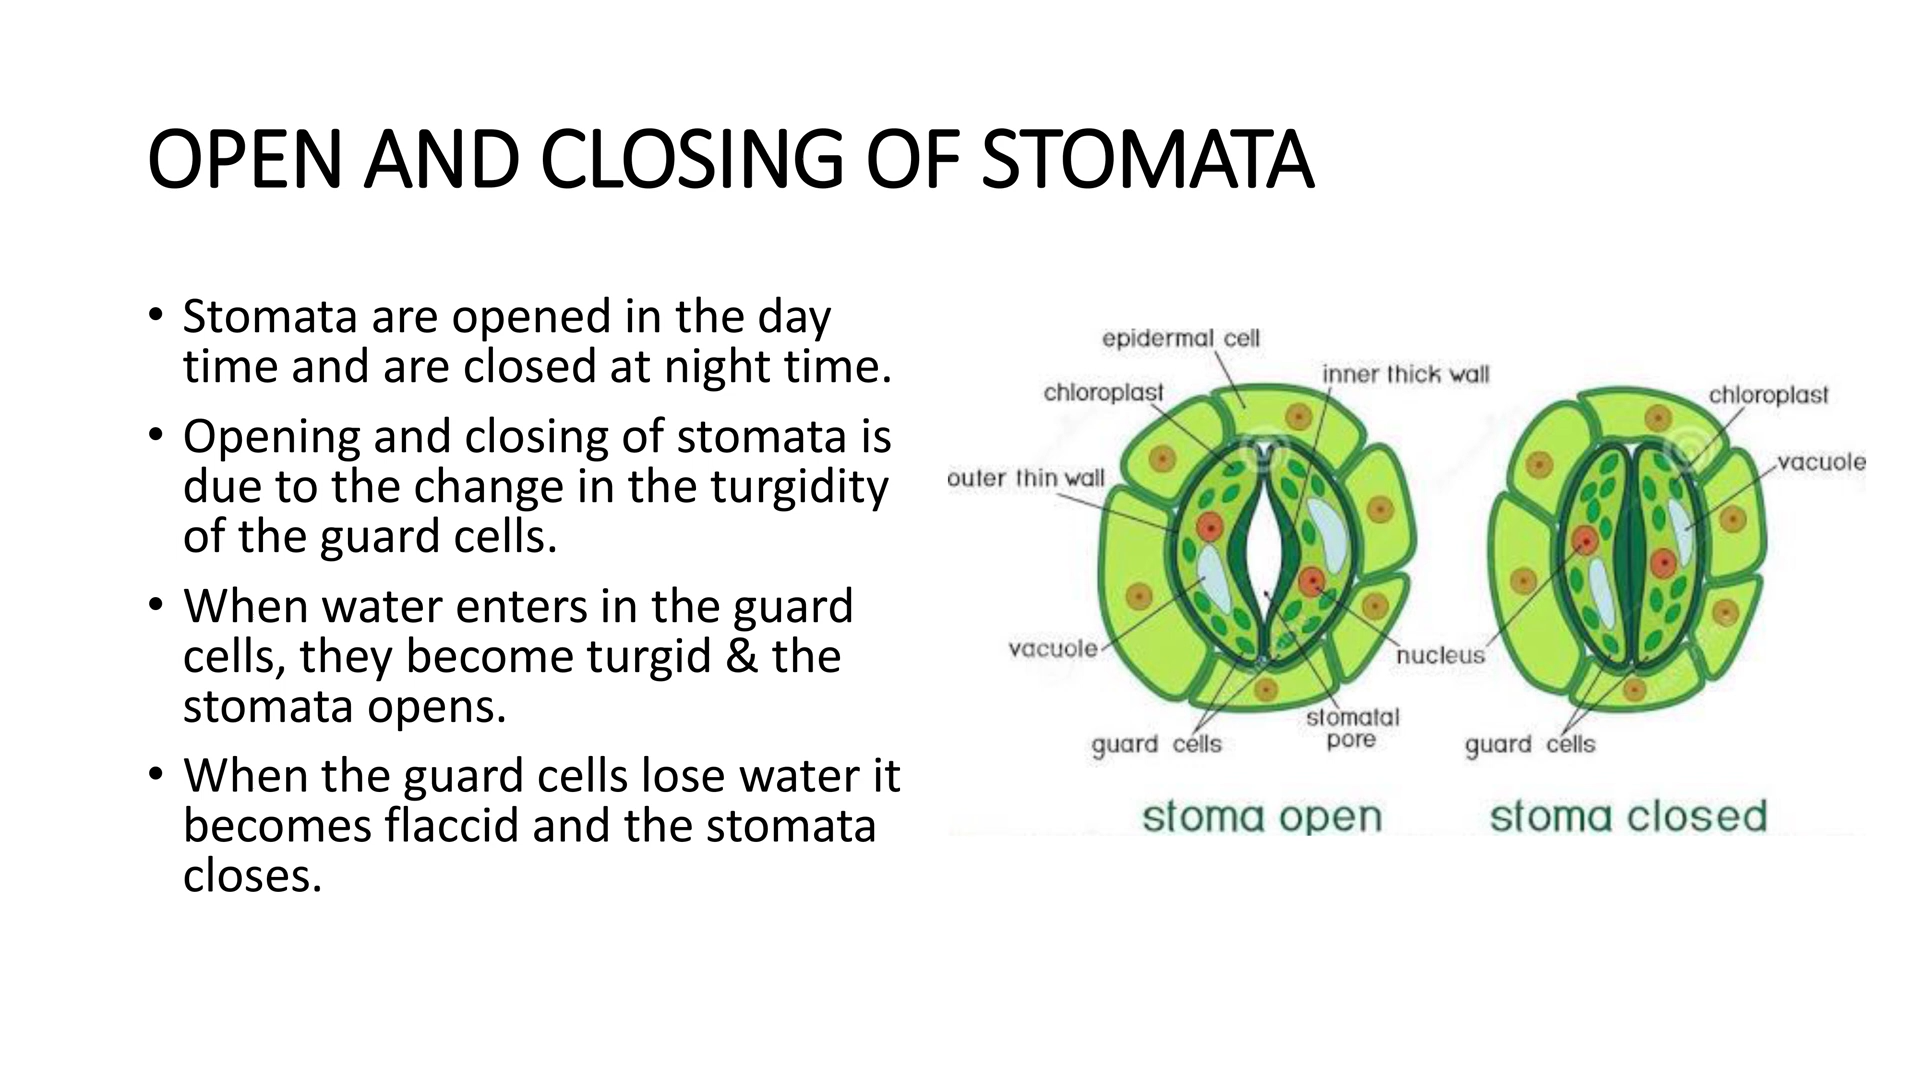 OPEN AND CLOSING OF STOMATA
• Stomata are opened in the day
time and are closed at night time.
• Opening and closing of stomata is
due to the change in the turgidity
of the guard cells.
• When water enters in the guard
cells, they become turgid & the
stomata opens.
• When the guard cells lose water it
becomes flaccid and the stomata
closes.
epidermal cell
inner thick wall
chloroplast
outer thin wall
vacuole
guard cells
stomatal
pore
nucleus
stoma open
chloroplast
vacuole
guard cells
stoma closed